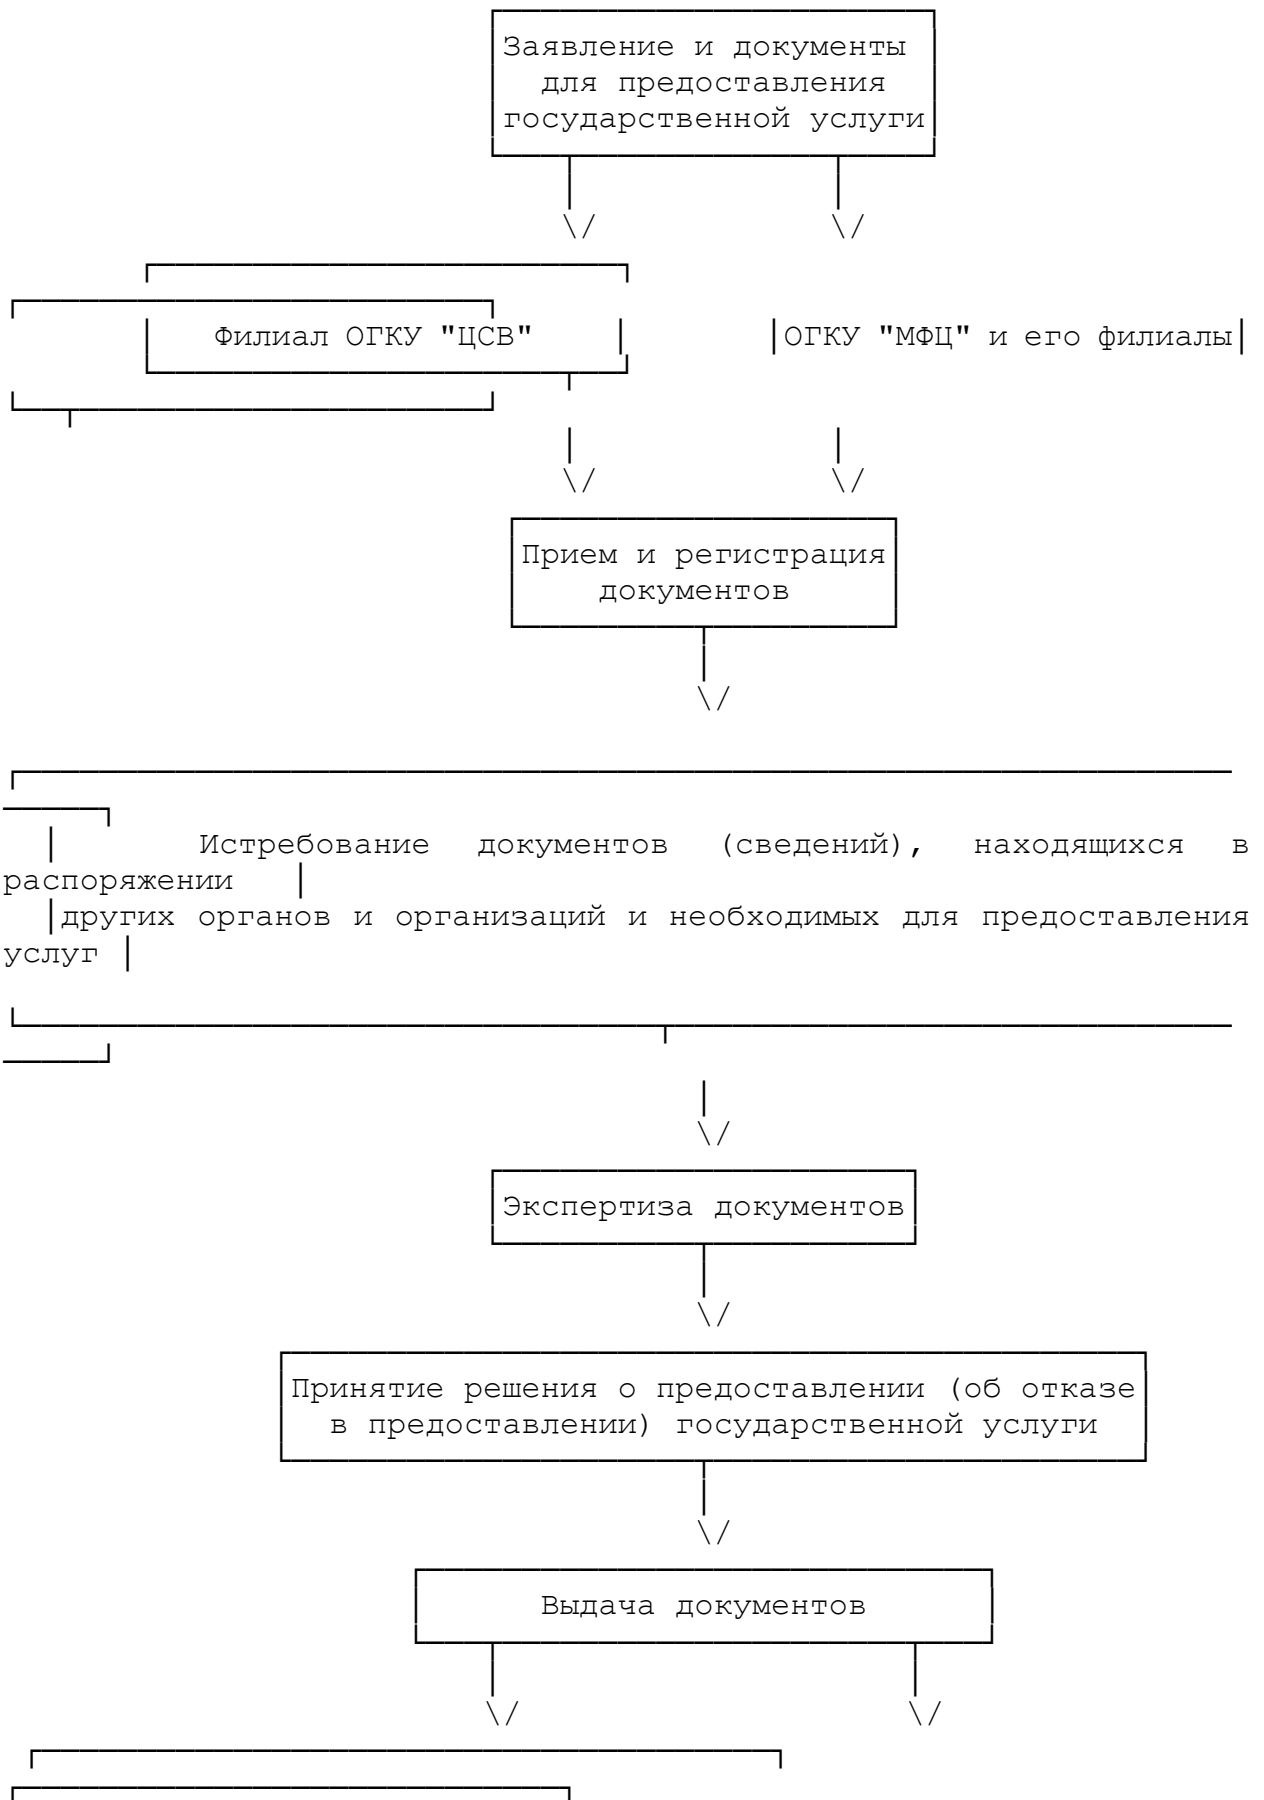 Заявление и документы
для предоставления
государственной услуги
\/ \/
Филиал ОГКУ "ЦСВ" ОГКУ "МФЦ" и его филиалы
\/ \/
Прием и регистрация
документов
\/
Истребование документов (сведений), находящихся в
распоряжении
других органов и организаций и необходимых для предоставления
услуг
\/
Экспертиза документов
\/
Принятие решения о предоставлении (об отказе
в предоставлении) государственной услуги
\/
Выдача документов
\/ \/